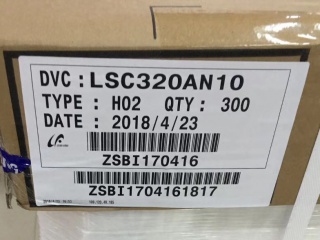 DVC : LSC320AN10
TYPE : H02 QTY : 300
DATE : 2018/4/23
ZSBI170416
ZSBI1704161817